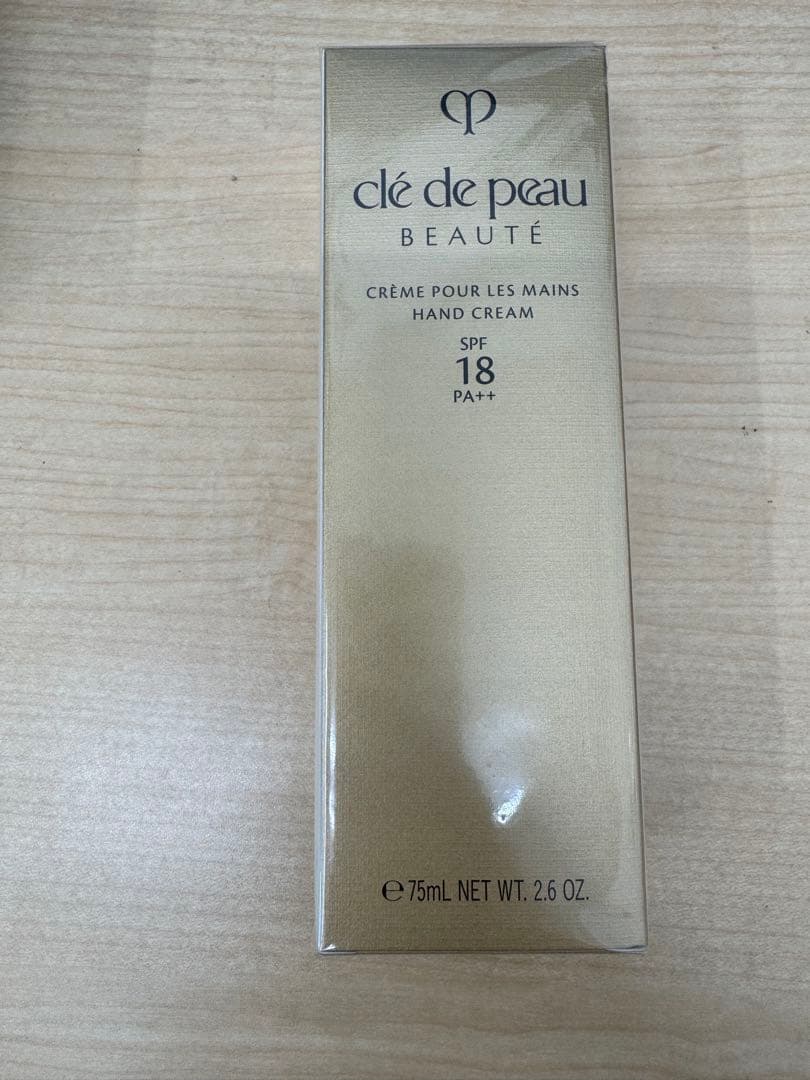 clé de peau
BEAUTÉ
CRÈME POUR LES MAINS
HAND CREAM
SPF
18
PA++
℮75mL NET WT. 2.6 OZ.